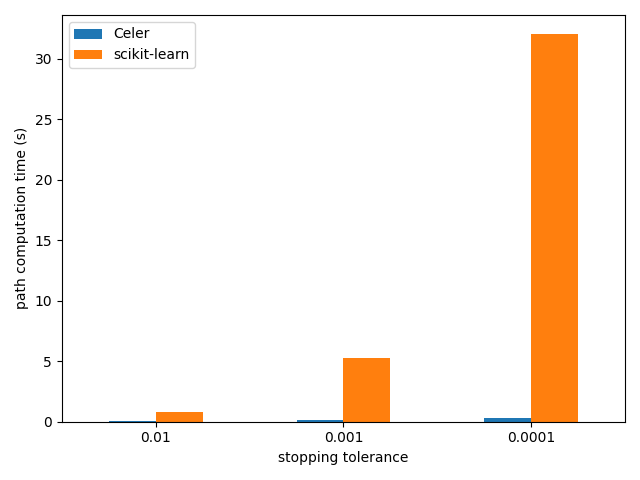 Celer
scikit-learn
path computation time (s)
30
25
20
15
10
5
0
0.01 0.001 0.0001
stopping tolerance